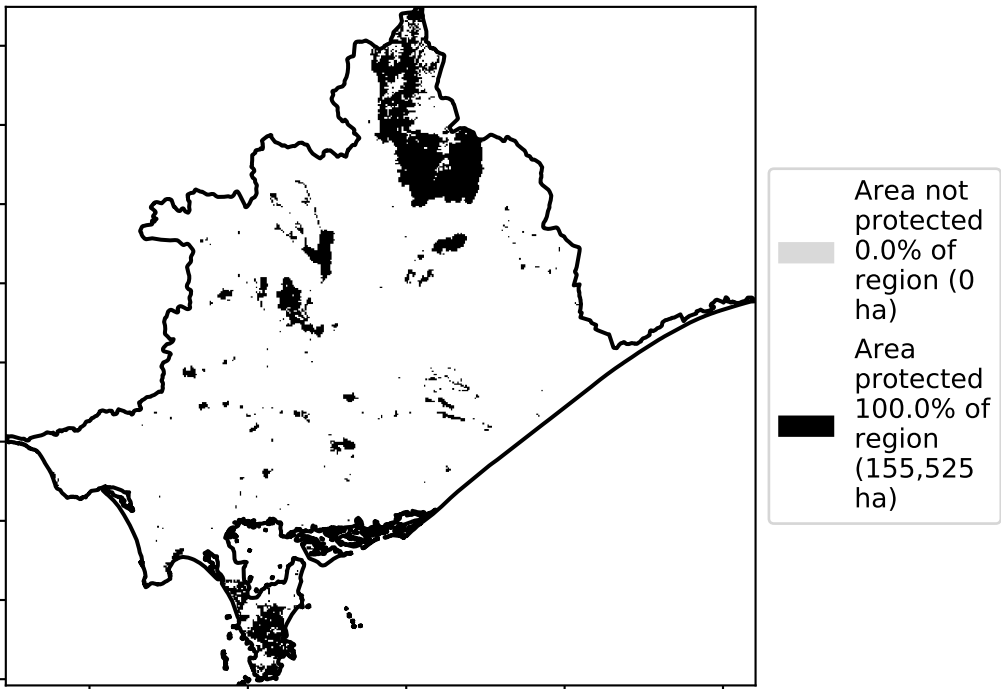 Area not
protected
0.0% of
region (0
ha)
Area
protected
100.0% of
region
(155,525
ha)